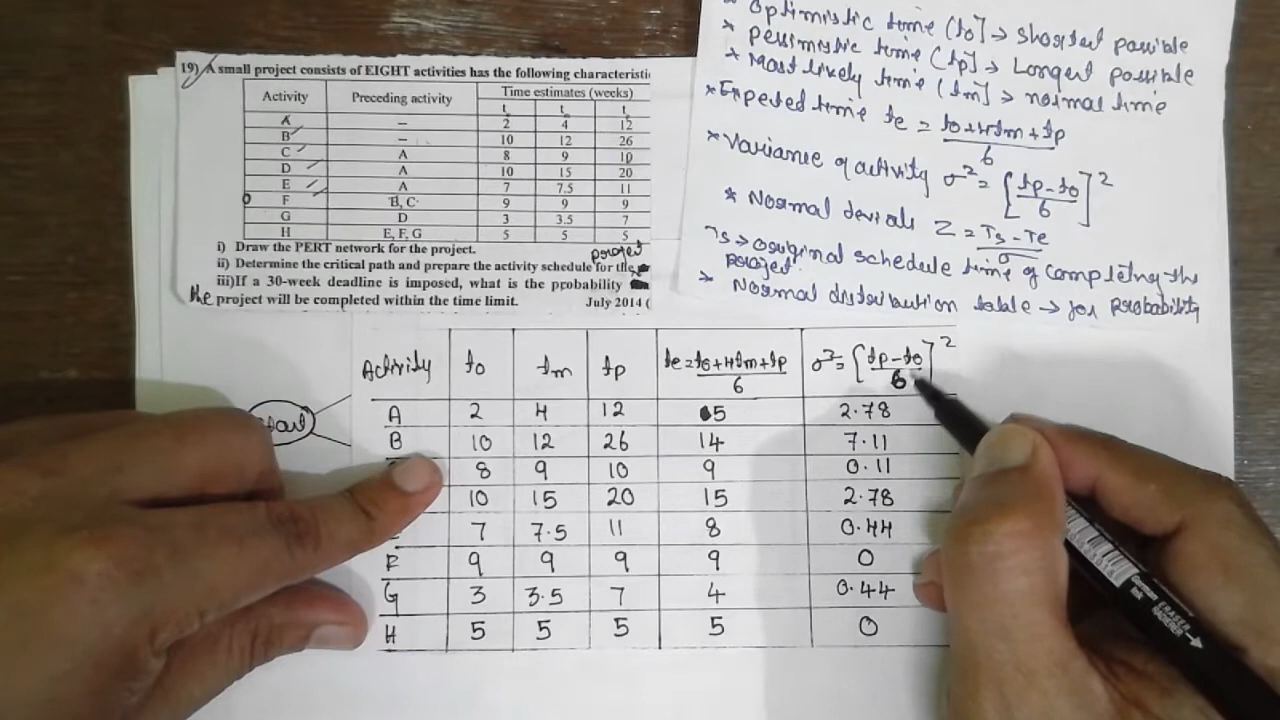 19) A small project consists of EIGHT activities has the following characteristi
Activity Preceding activity Time estimates (weeks)
t t t
A – 2 4 12
B – 10 12 26
C A 8 9 10
D A 10 15 20
E A 7 7.5 11
F B, C 9 9 9
G D 3 3.5 7
H E, F, G 5 5 5
i) Draw the PERT network for the project.
project
ii) Determine the critical path and prepare the activity schedule for the
iii)If a 30-week deadline is imposed, what is the probability
the project will be completed within the time limit. July 2014 (
* Optimistic time (to] → shortest possible
* Pessimistic time (tp] → Longest possible
* Most likely time (tm] → normal time
* Expected time te = to+4tm+tp
6
* Variance of activity σ² = [tp-to
6]²
* Normal deviate Z = Ts - Te
σ
Ts → original schedule time of completing the
project.
* Normal distribution table → for probability
Activity to tm tp te = to+4tm+tp
6 σ²= [tp-to
6]²
A 2 4 12 5 2.78
B 10 12 26 14 7.11
8 9 10 9 0.11
10 15 20 15 2.78
7 7.5 11 8 0.44
F 9 9 9 9 0
G 3 3.5 7 4 0.44
H 5 5 5 5 0